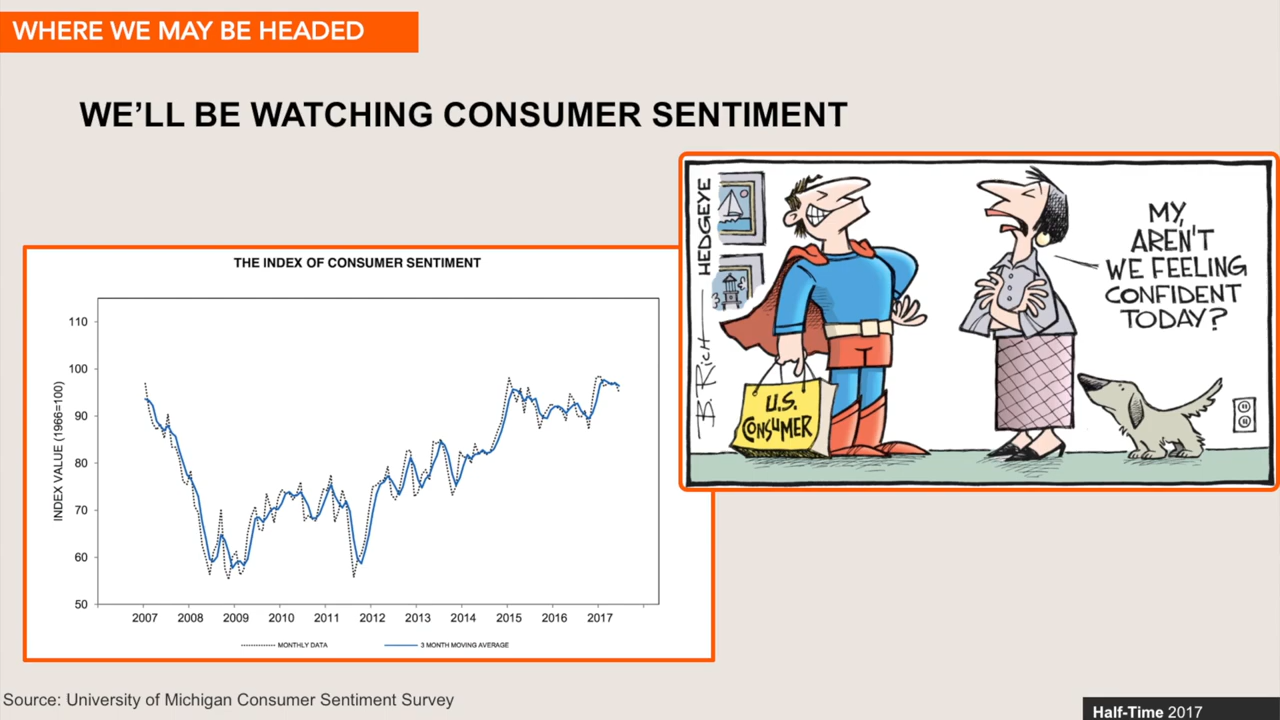 WHERE WE MAY BE HEADED
WE'LL BE WATCHING CONSUMER SENTIMENT
THE INDEX OF CONSUMER SENTIMENT
INDEX VALUE (1966=100)
110
100
90
80
70
60
50
2007 2008 2009 2010 2011 2012 2013 2014 2015 2016 2017
MONTHLY DATA 3 MONTH MOVING AVERAGE
HEDGEYE
B. Rich
U.S.
CONSUMER
MY,
AREN'T
WE FEELING
CONFIDENT
TODAY?
Source: University of Michigan Consumer Sentiment Survey
Half-Time 2017